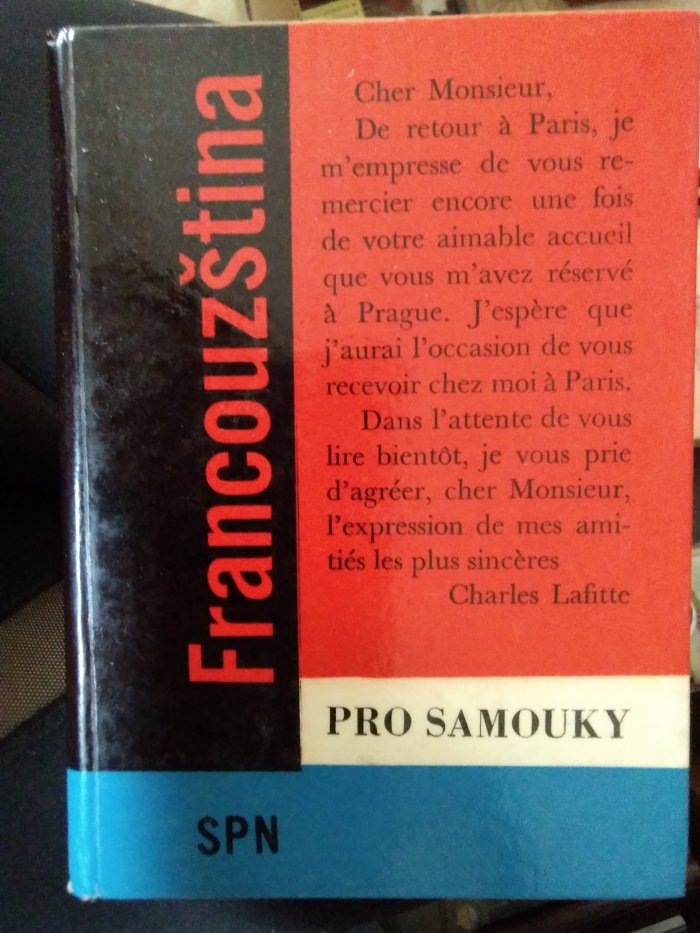 Francouzština
Cher Monsieur,
De retour à Paris, je
m'empresse de vous re-
mercier encore une fois
de votre aimable accueil
que vous m'avez réservé
à Prague. J'espère que
j'aurai l'occasion de vous
recevoir chez moi à Paris.
Dans l'attente de vous
lire bientôt, je vous prie
d'agréer, cher Monsieur,
l'expression de mes ami-
tiés les plus sincères
Charles Lafitte
PRO SAMOUKY
SPN